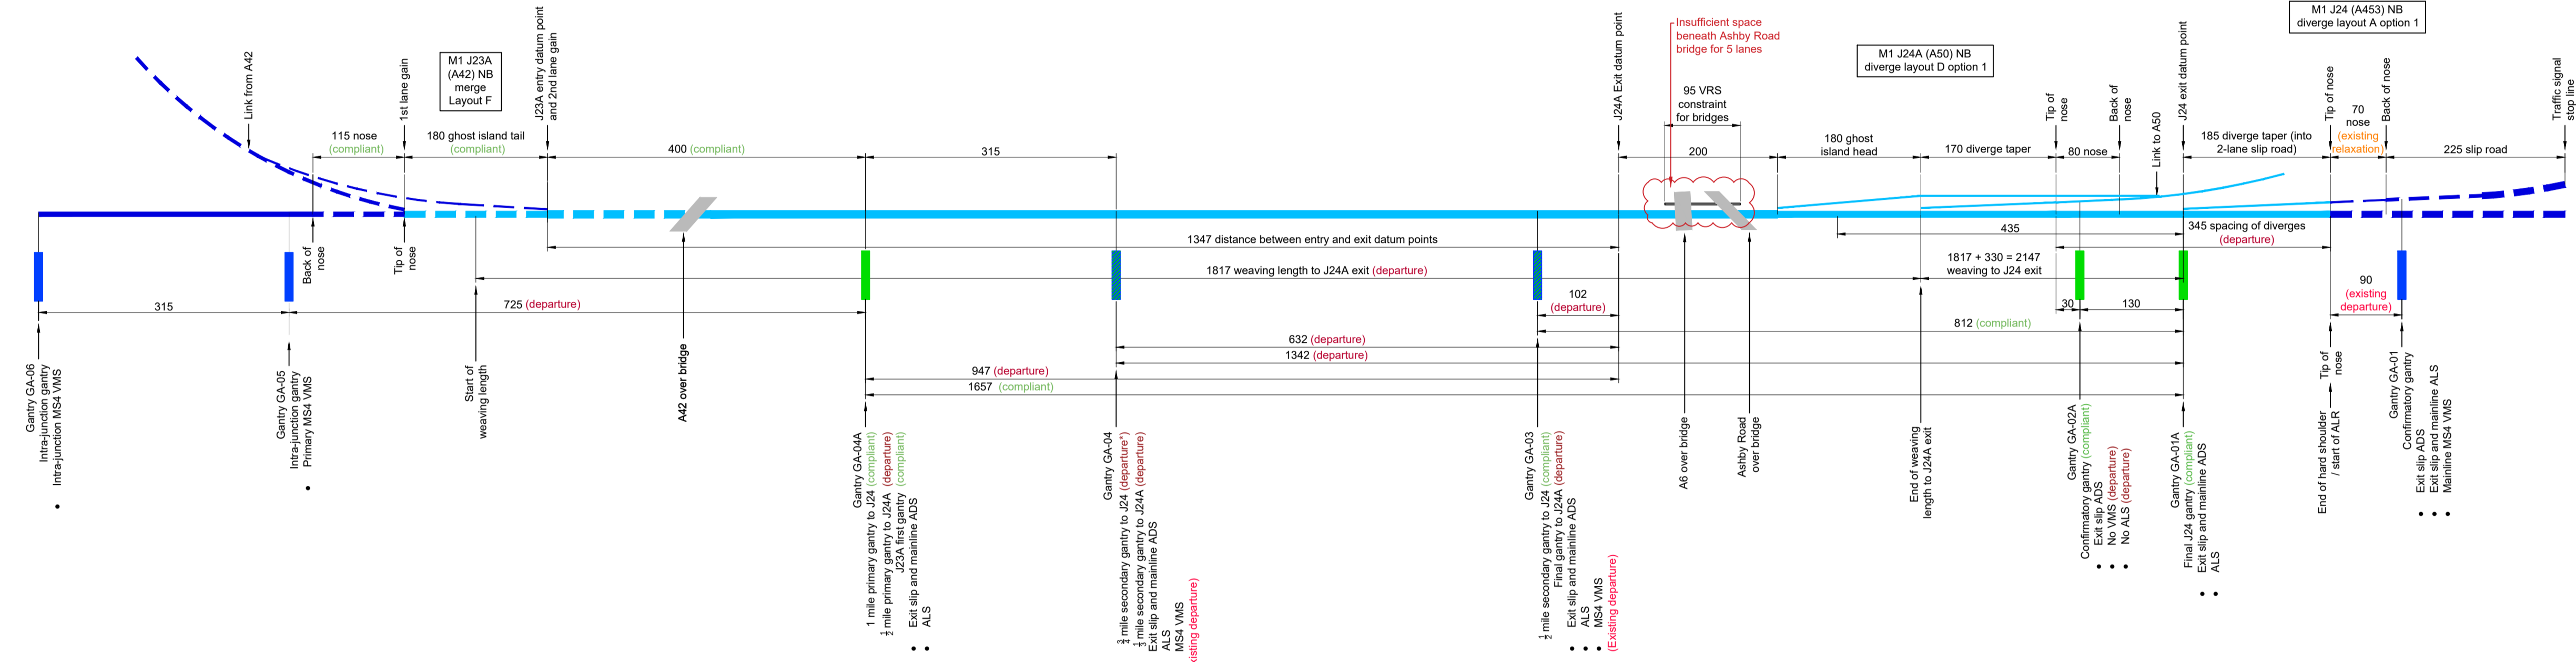 M1 J24 (A453) NB
diverge layout A option 1
M1 J23A
(A42) NB
merge
Layout F
M1 J24A (A50) NB
diverge layout D option 1
Insufficient space
beneath Ashby Road
bridge for 5 lanes
Link from A42
1st lane gain
J23A entry datum point
and 2nd lane gain
J24A Exit datum point
95 VRS
constraint
for bridges
Tip of
nose
Back of
nose
Link to A50
J24 exit datum point
Tip of nose
Back of nose
Traffic signal
stop line
115 nose
(compliant)
180 ghost island tail
(compliant)
400 (compliant)
315
200
180 ghost
island head
170 diverge taper
80 nose
185 diverge taper (into
2-lane slip road)
70
nose
(existing
relaxation)
225 slip road
Back of
nose
Tip of
nose
1347 distance between entry and exit datum points
435
345 spacing of diverges
(departure)
1817 weaving length to J24A exit (departure)
1817 + 330 = 2147
weaving to J24 exit
315
725 (departure)
102
(departure)
30
130
90
(existing
departure)
812 (compliant)
632 (departure)
1342 (departure)
947 (departure)
1657 (compliant)
Gantry GA-06
Intra-junction gantry
• Intra-junction MS4 VMS
Gantry GA-05
Intra-junction gantry
• Primary MS4 VMS
Start of
weaving length
A42 over bridge
Gantry GA-04A
1 mile primary gantry to J24 (compliant)
1/2 mile primary gantry to J24A (departure)
J23A first gantry (compliant)
• Exit slip and mainline ADS
• ALS
Gantry GA-04
3/4 mile secondary gantry to J24 (departure*)
1/3 mile secondary gantry to J24A (departure)
Exit slip and mainline ADS
ALS
MS4 VMS
xisting departure)
Gantry GA-03
1/2 mile secondary gantry to J24 (compliant)
Final gantry to J24A (departure)
• Exit slip and mainline ADS
• ALS
• MS4 VMS
(Existing departure)
A6 over bridge
Ashby Road
over bridge
End of weaving
length to J24A exit
Gantry GA-02A
Confirmatory gantry (compliant)
• Exit slip ADS
• No VMS (departure)
• No ALS (departure)
Gantry GA-01A
Final J24 gantry (compliant)
• Exit slip and mainline ADS
• ALS
Tip of
nose
End of hard shoulder
/ start of ALR
Gantry GA-01
Confirmatory gantry
• Exit slip ADS
• Exit slip and mainline ALS
• Mainline MS4 VMS